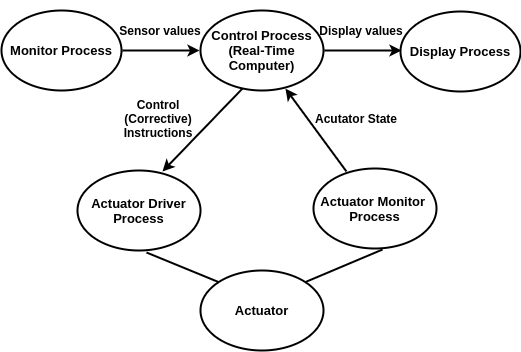 Sensor values
Display values
Monitor Process
Control Process
(Real-Time
Computer)
Display Process
Control
(Corrective)
Instructions
Acutator State
Actuator Driver
Process
Actuator Monitor
Process
Actuator